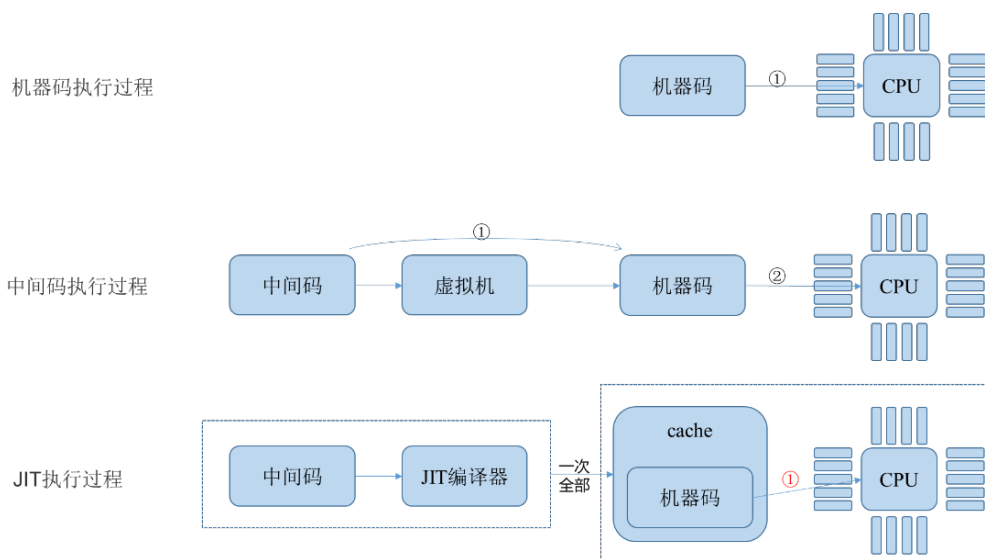 机器码执行过程
机器码
①
CPU
①
中间码执行过程
中间码
虚拟机
机器码
②
CPU
JIT执行过程
中间码
JIT编译器
一次
全部
cache
机器码
①
CPU